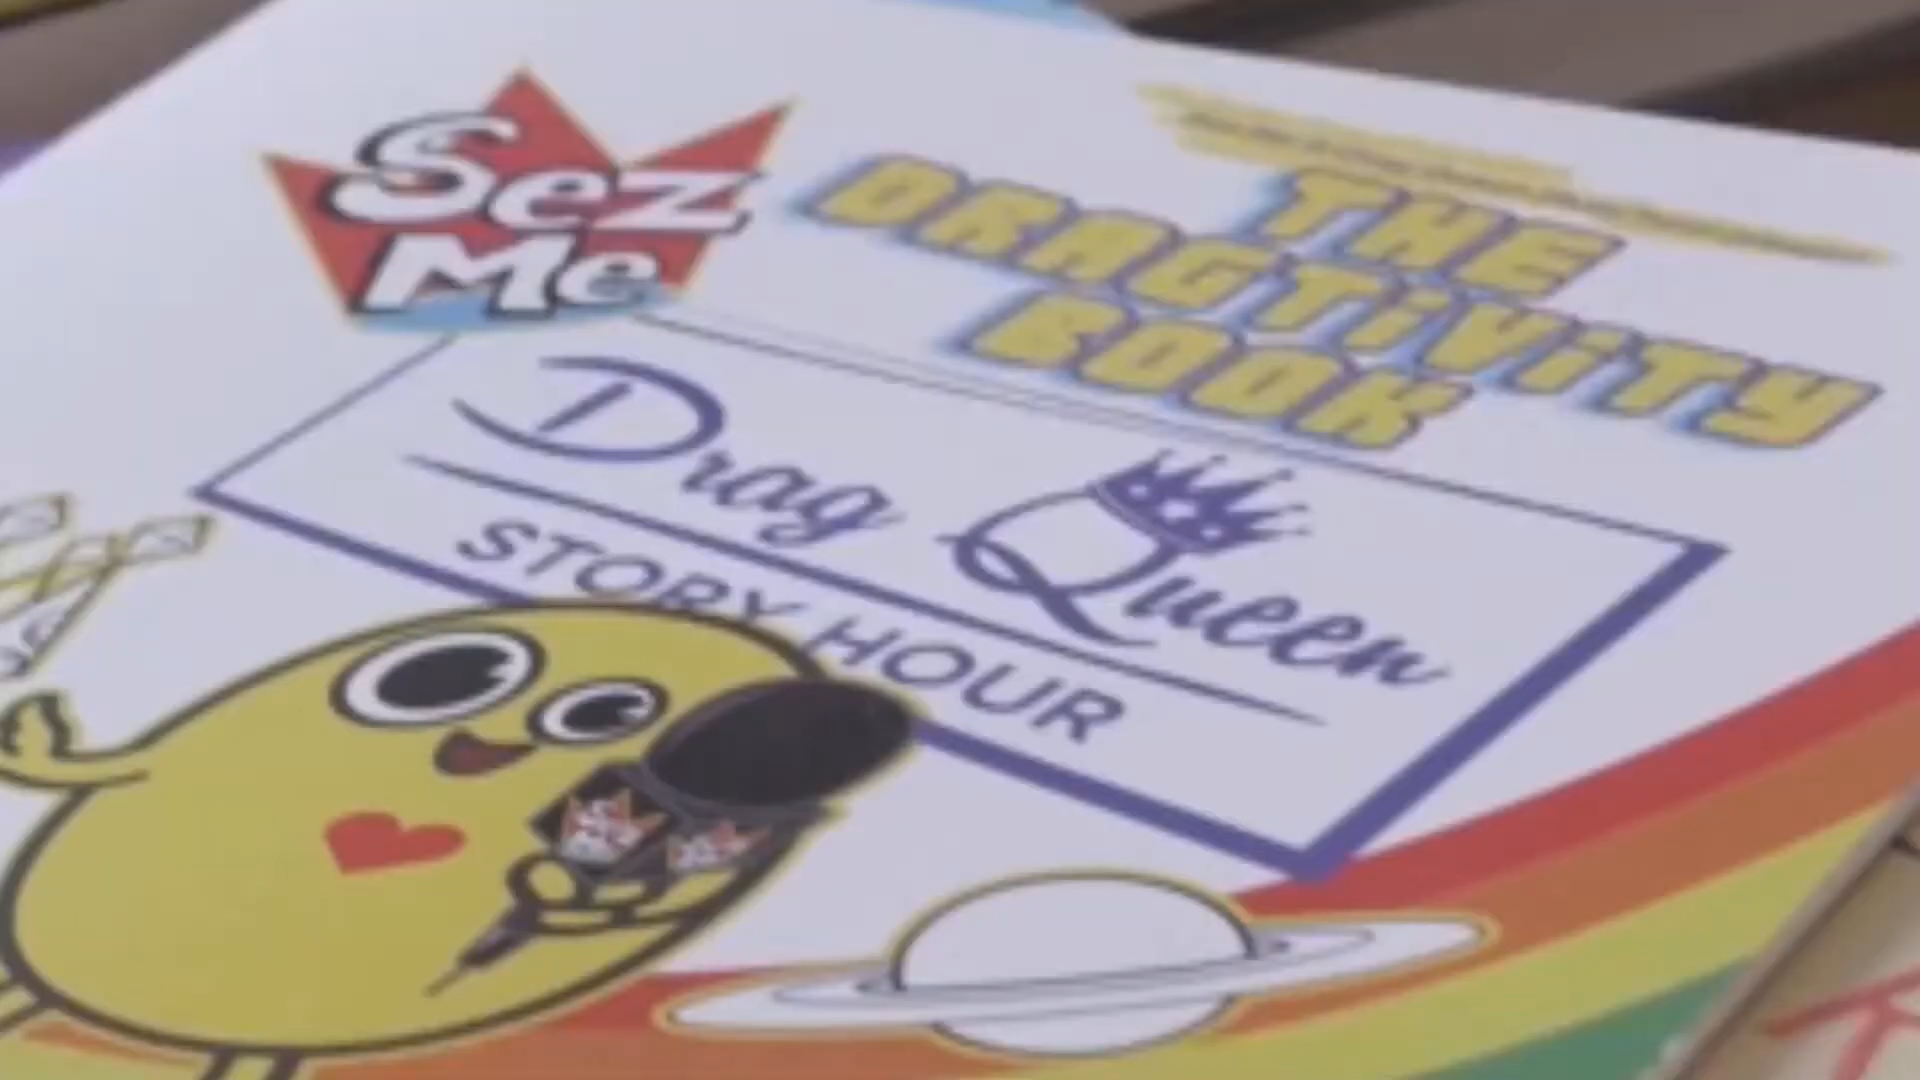 Sez
Me
THE
DRAGTiViTY
BOOK
Drag Queen
STORY HOUR